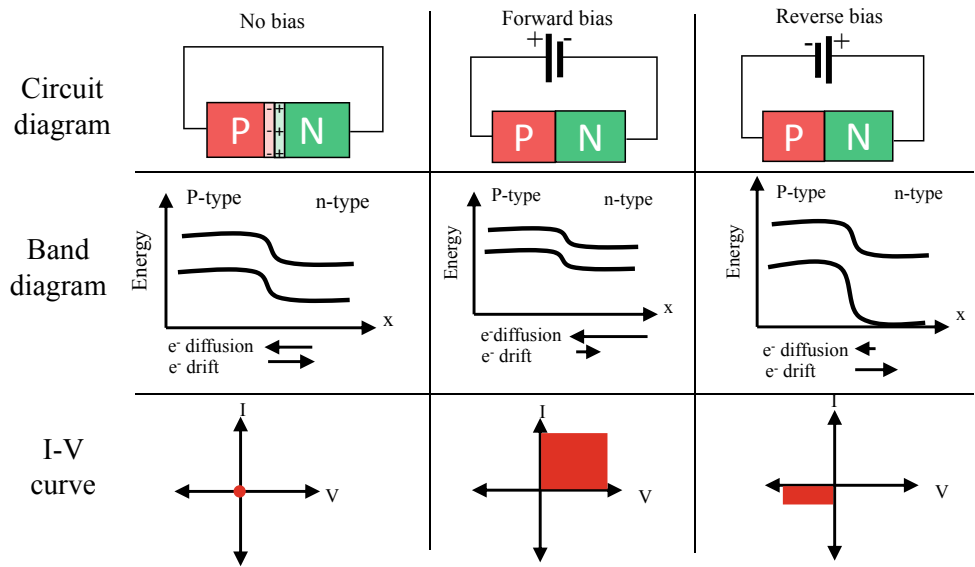 No bias
Forward bias
Reverse bias
Circuit
diagram
P
-
-
-
+
+
+
N
+
-
P
N
-
+
P
N
Band
diagram
Energy
P-type
n-type
x
e- diffusion
e- drift
Energy
P-type
n-type
x
e-diffusion
e- drift
Energy
P-type
n-type
x
e- diffusion
e- drift
I-V
curve
I
V
I
V
I
V